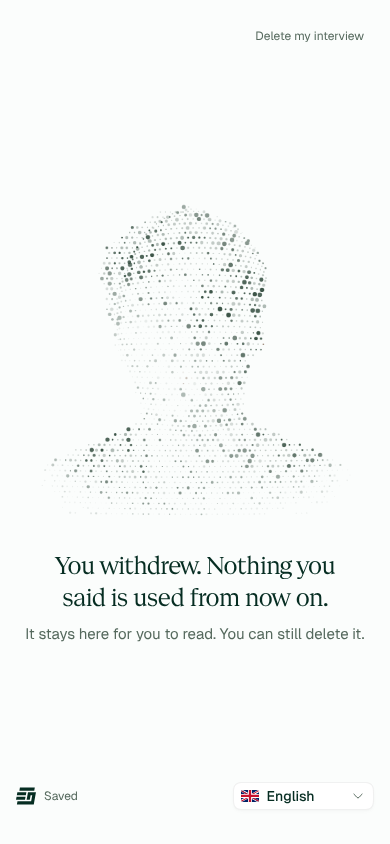 Delete my interview
You withdrew. Nothing you
said is used from now on.
It stays here for you to read. You can still delete it.
Saved
English